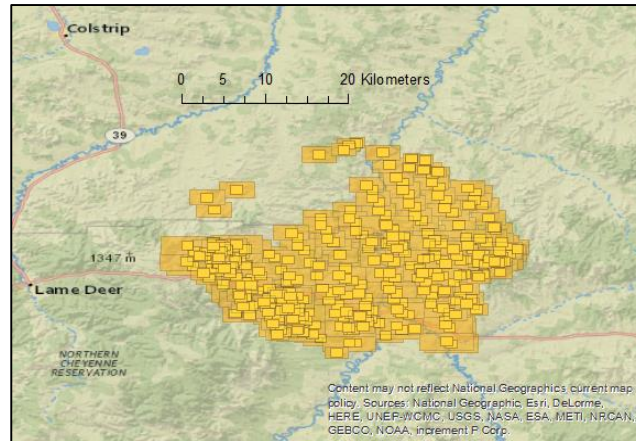 Colstrip
0 5 10 20 Kilometers
39
1347 m
Lame Deer
NORTHERN
CHEYENNE
RESERVATION
Content may not reflect National Geographic's current map
policy. Sources: National Geographic, Esri, DeLorme,
HERE, UNEP-WCMC, USGS, NASA, ESA, METI, NRCAN,
GEBCO, NOAA, increment P Corp.